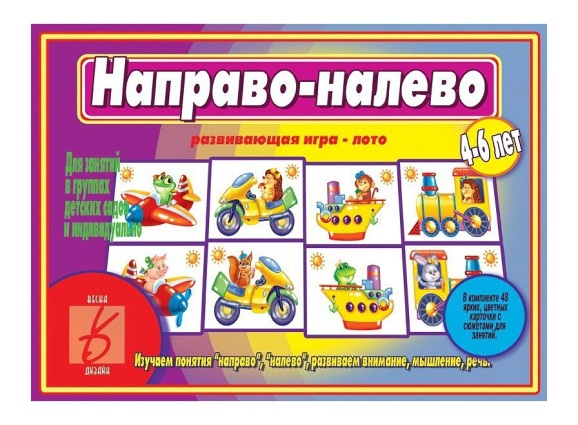 Направо-налево
развивающая игра - лото
4-6 лет
Для занятий
в группах
детских садов
и индивидуально
В комплекте 48
ярких, цветных
карточки с
сюжетами для
занятий.
ВЕСНА
ДИЗАЙН
Изучаем понятия "направо", "налево", развиваем внимание, мышление, речь.